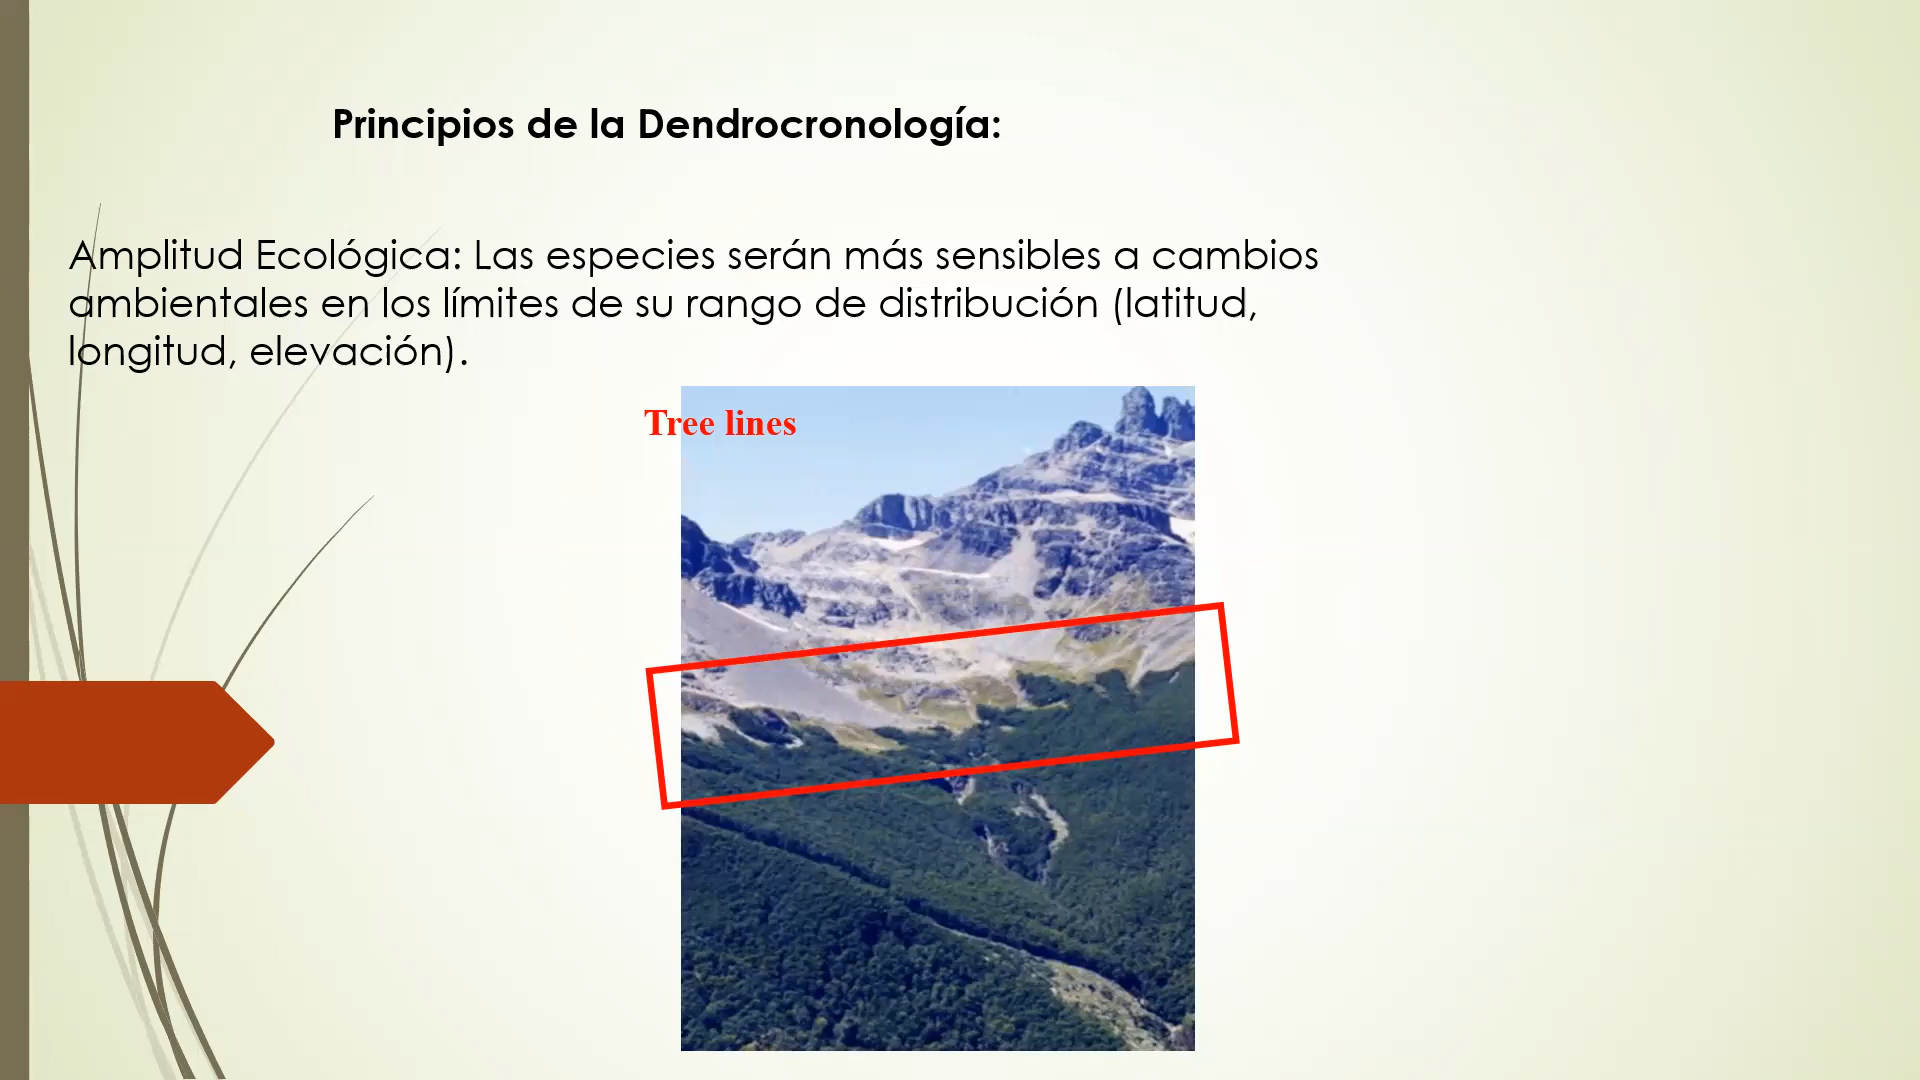 Principios de la Dendrocronología:
Amplitud Ecológica: Las especies serán más sensibles a cambios
ambientales en los límites de su rango de distribución (latitud,
longitud, elevación).
Tree lines